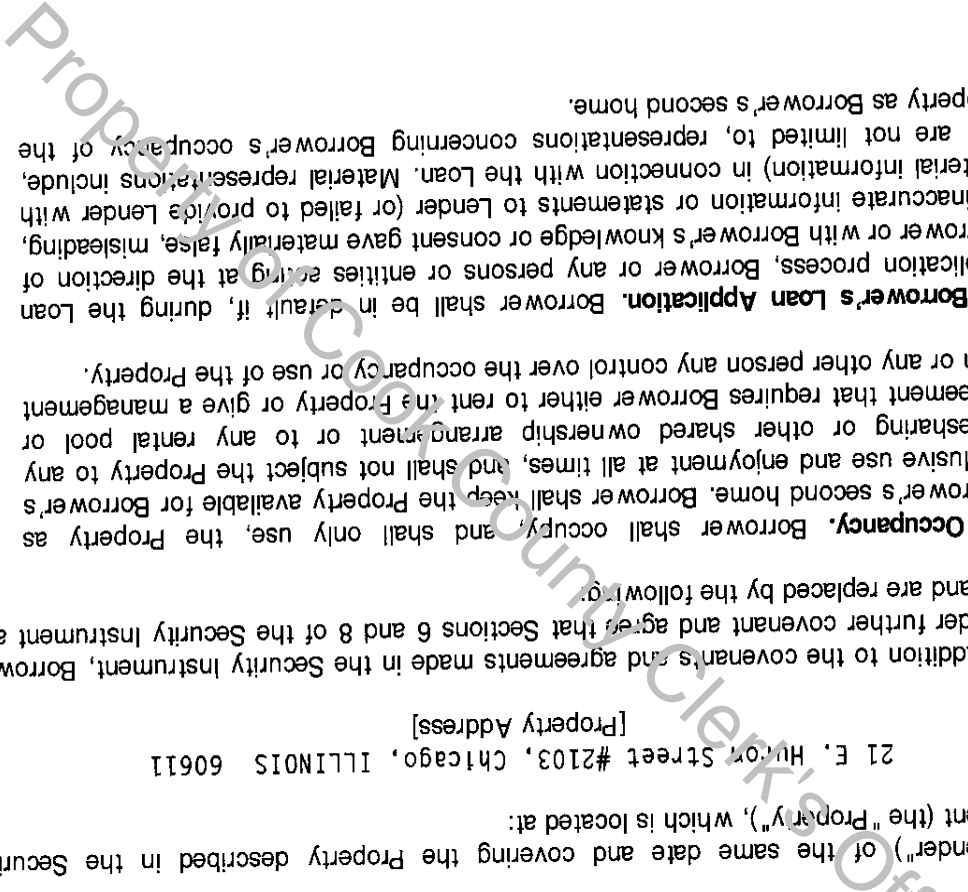 nder") of the same date and covering the Property described in the Securi
nt (the "Property"), which is located at:
21 E. Huron Street #2103, Chicago, ILLINOIS 60611
[Property Address]
ddition to the covenants and agreements made in the Security Instrument, Borrow
der further covenant and agree that Sections 6 and 8 of the Security Instrument a
and are replaced by the following:
Occupancy. Borrower shall occupy, and shall only use, the Property as
rower's second home. Borrower shall keep the Property available for Borrower's
lusive use and enjoyment at all times, and shall not subject the Property to any
esharing or other shared ownership arrangement or to any rental pool or
eement that requires Borrower either to rent the Property or give a management
n or any other person any control over the occupancy or use of the Property.
Borrower's Loan Application. Borrower shall be in default if, during the Loan
lication process, Borrower or any persons or entities acting at the direction of
rower or with Borrower's knowledge or consent gave materially false, misleading,
inaccurate information or statements to Lender (or failed to provide Lender with
terial information) in connection with the Loan. Material representations include,
are not limited to, representations concerning Borrower's occupancy of the
perty as Borrower's second home.
Property of Cook County Clerk's Off